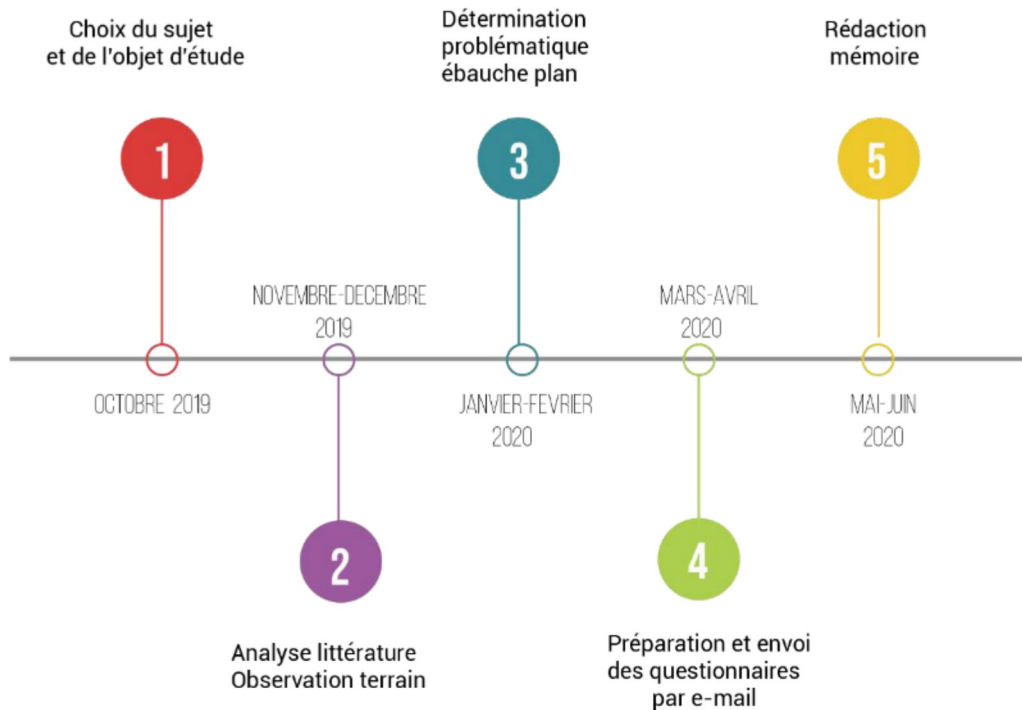 Choix du sujet
et de l'objet d'étude
Détermination
problématique
ébauche plan
Rédaction
mémoire
1
3
5
NOVEMBRE-DECEMBRE
2019
MARS-AVRIL
2020
OCTOBRE 2019
JANVIER-FEVRIER
2020
MAI-JUIN
2020
2
4
Analyse littérature
Observation terrain
Préparation et envoi
des questionnaires
par e-mail